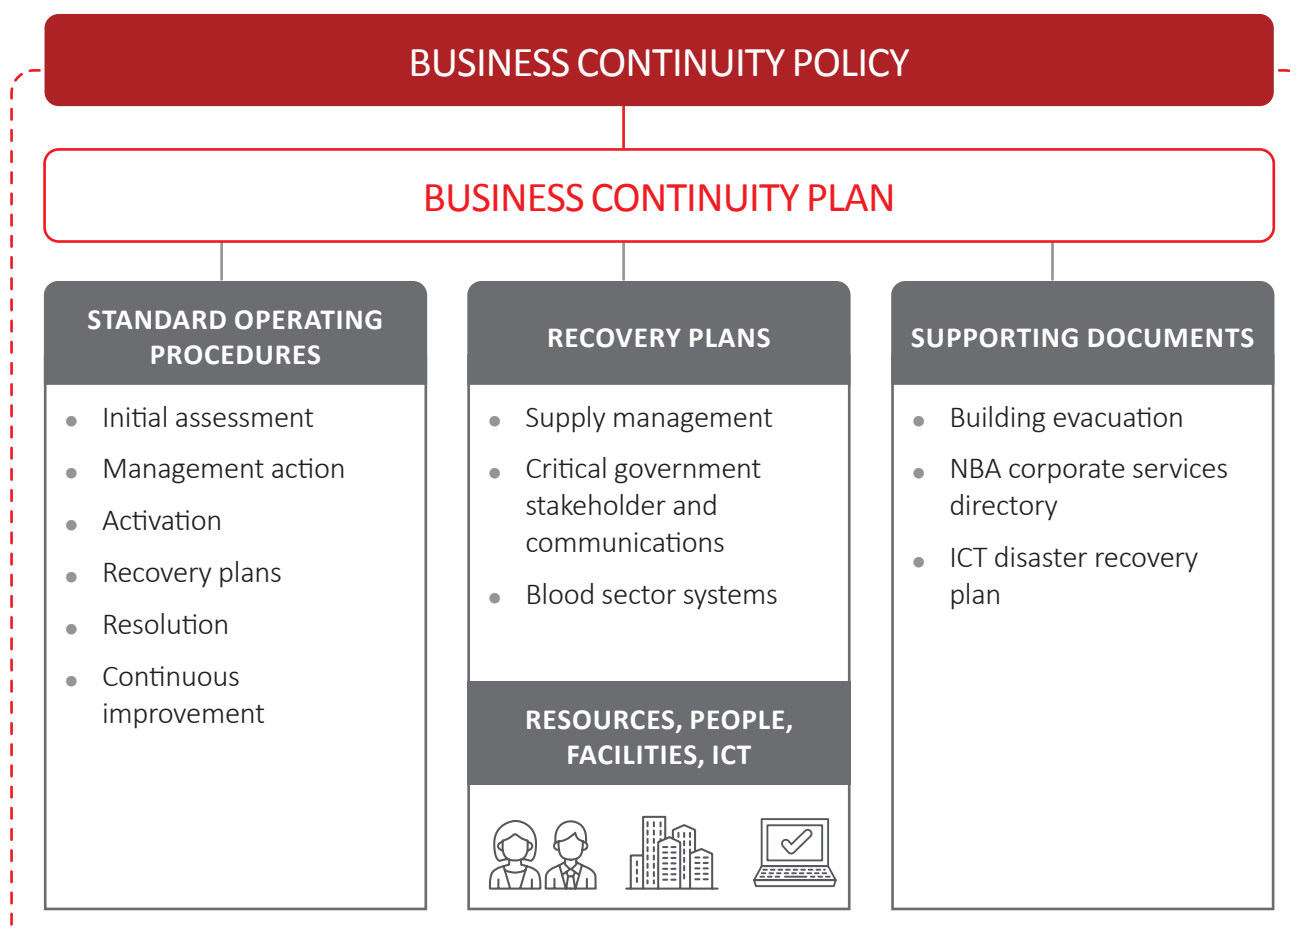 BUSINESS CONTINUITY POLICY
BUSINESS CONTINUITY PLAN
STANDARD OPERATING
PROCEDURES
Initial assessment
Management action
Activation
Recovery plans
Resolution
Continuous
improvement
RECOVERY PLANS
Supply management
Critical government
stakeholder and
communications
Blood sector systems
RESOURCES, PEOPLE,
FACILITIES, ICT
SUPPORTING DOCUMENTS
Building evacuation
NBA corporate services
directory
ICT disaster recovery
plan